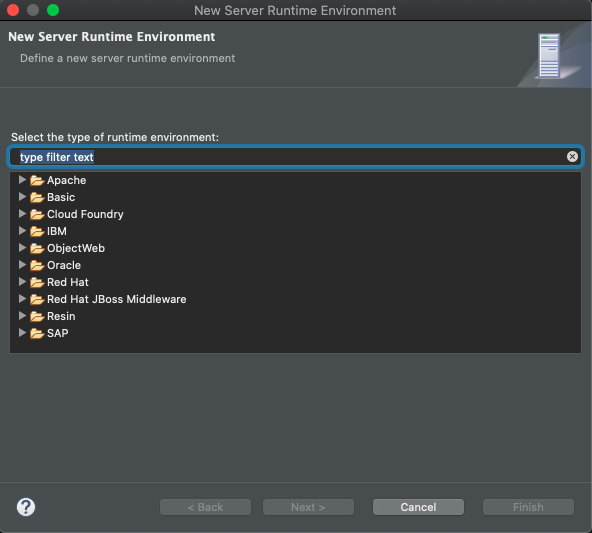 New Server Runtime Environment
New Server Runtime Environment
Define a new server runtime environment
Select the type of runtime environment:
type filter text
Apache
Basic
Cloud Foundry
IBM
ObjectWeb
Oracle
Red Hat
Red Hat JBoss Middleware
Resin
SAP
?
< Back
Next >
Cancel
Finish